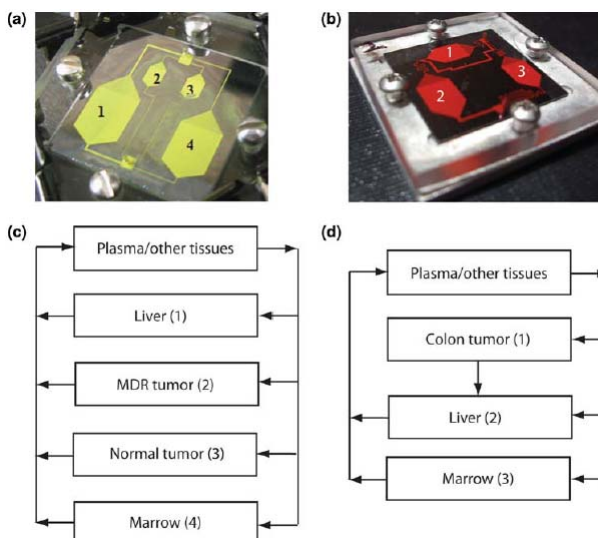 (a)
1
2
3
4
(b)
1
2
3
(c)
Plasma/other tissues
Liver (1)
MDR tumor (2)
Normal tumor (3)
Marrow (4)
(d)
Plasma/other tissues
Colon tumor (1)
Liver (2)
Marrow (3)